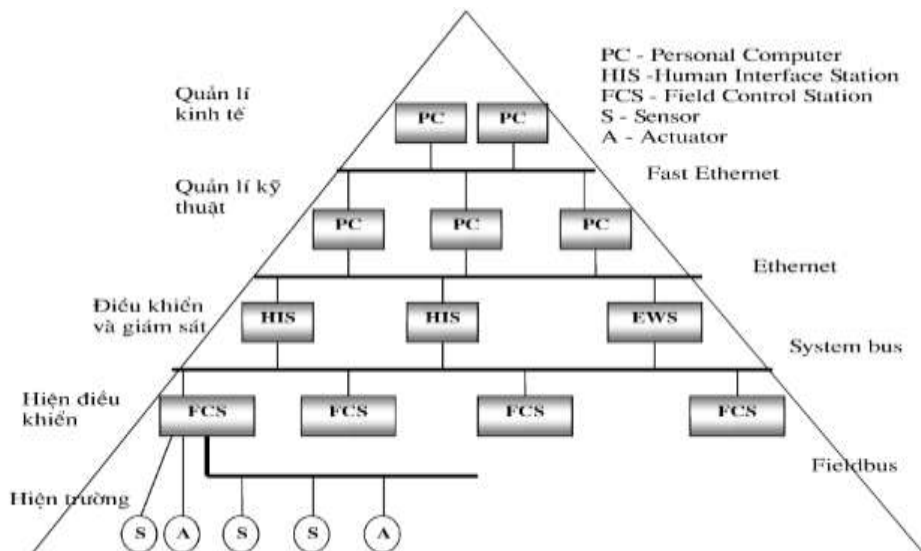 PC - Personal Computer
HIS -Human Interface Station
FCS - Field Control Station
S - Sensor
A - Actuator
Quản lí
kinh tế
PC PC
Fast Ethernet
Quản lí kỹ
thuật
PC PC PC
Ethernet
Điều khiển
và giám sát
HIS HIS EWS
System bus
Hiện điều
khiển
FCS FCS FCS FCS
Fieldbus
Hiện trường
S A S S A